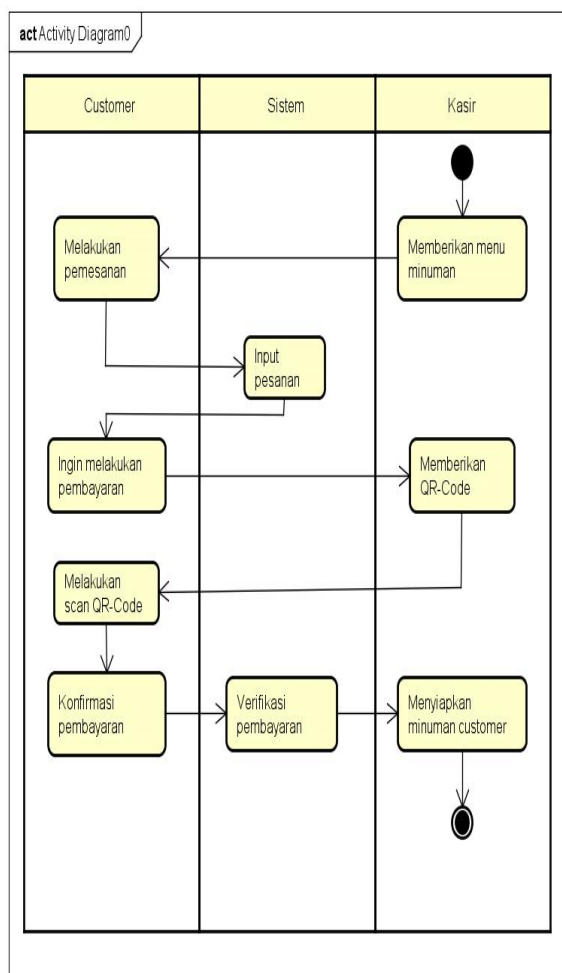 act Activity Diagram0
Customer
Sistem
Kasir
Melakukan
pemesanan
Memberikan menu
minuman
Input
pesanan
Ingin melakukan
pembayaran
Memberikan
QR-Code
Melakukan
scan QR-Code
Konfirmasi
pembayaran
Verifikasi
pembayaran
Menyiapkan
minuman customer